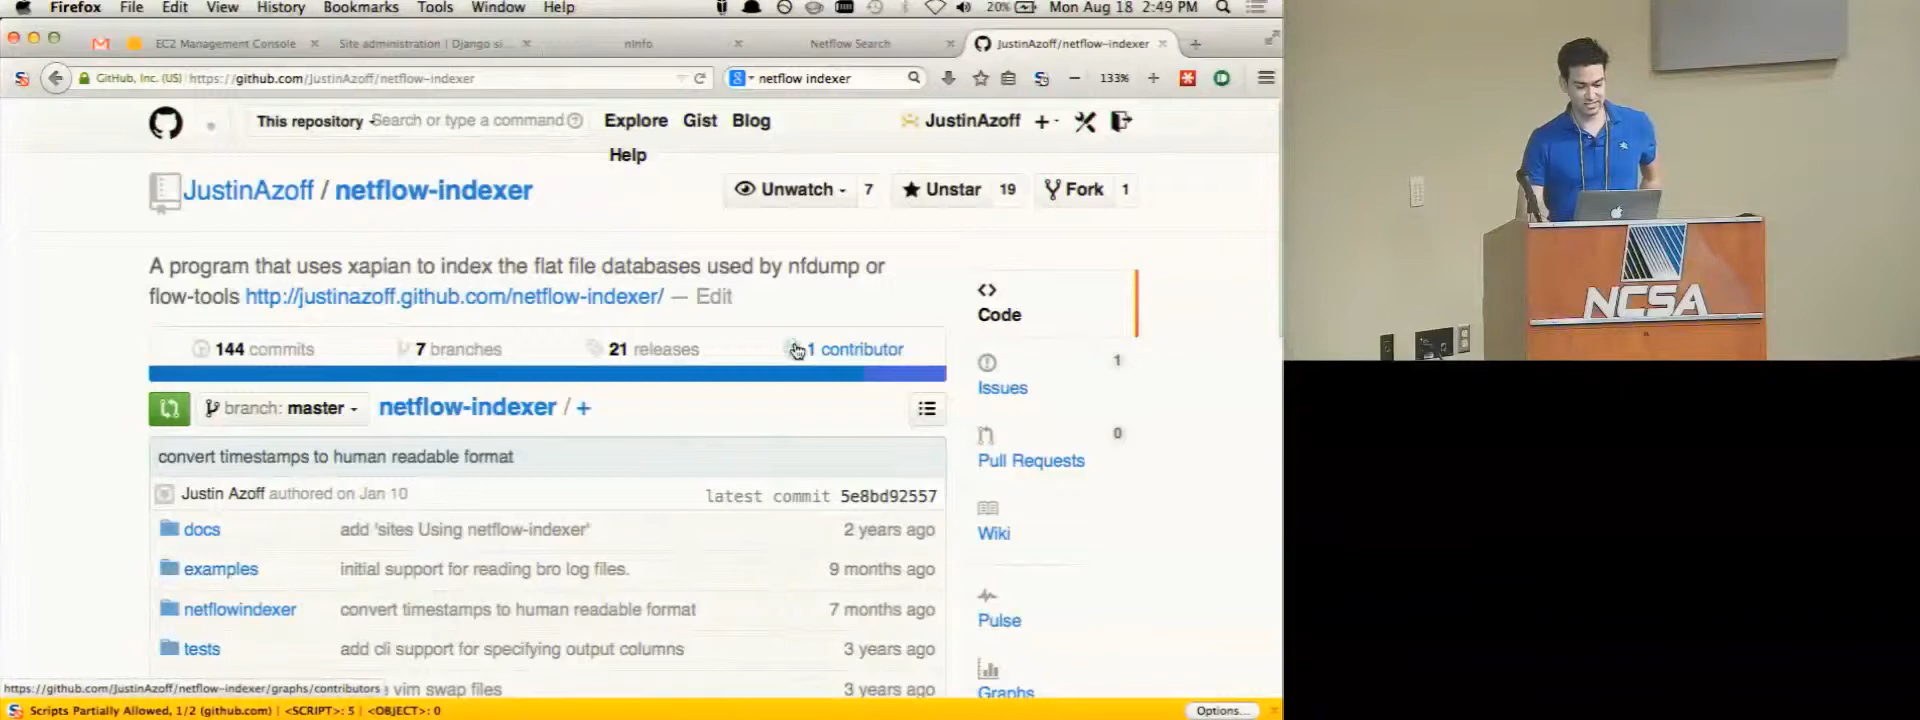 Firefox File Edit View History Bookmarks Tools Window Help 20% Mon Aug 18 2:49 PM
EC2 Management Console Site administration | Django si... nInfo Netflow Search JustinAzoff/netflow-indexer
GitHub, Inc. (US) https://github.com/JustinAzoff/netflow-indexer netflow indexer 133%
This repository Search or type a command Explore Gist Blog JustinAzoff
Help
JustinAzoff / netflow-indexer Unwatch 7 Unstar 19 Fork 1
A program that uses xapian to index the flat file databases used by nfdump or
flow-tools http://justinazoff.github.com/netflow-indexer/ — Edit
Code
144 commits 7 branches 21 releases 1 contributor
Issues 1
branch: master netflow-indexer / +
Pull Requests 0
convert timestamps to human readable format
Justin Azoff authored on Jan 10 latest commit 5e8bd92557
docs add 'sites Using netflow-indexer' 2 years ago
Wiki
examples initial support for reading bro log files. 9 months ago
netflowindexer convert timestamps to human readable format 7 months ago
Pulse
tests add cli support for specifying output columns 3 years ago
https://github.com/JustinAzoff/netflow-indexer/graphs/contributors vim swap files 3 years ago
Graphs
Scripts Partially Allowed, 1/2 (github.com) | <SCRIPT>: 5 | <OBJECT>: 0 Options...
NCSA